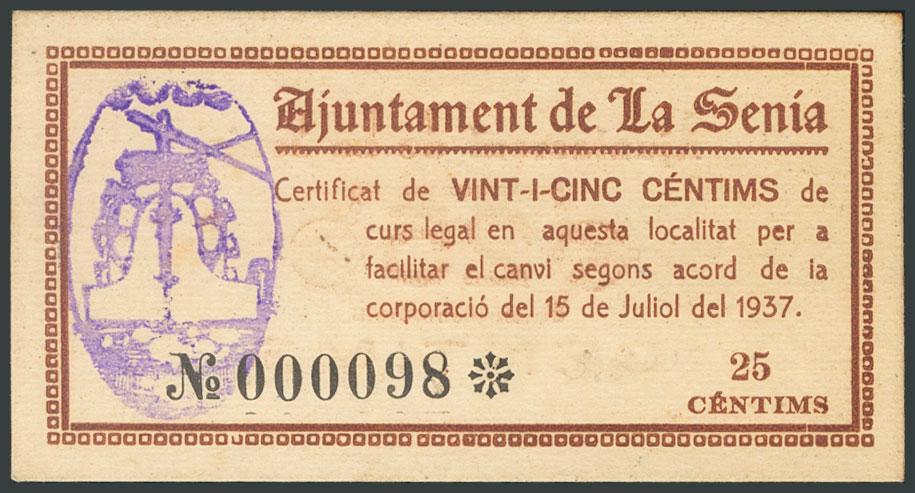 Ajuntament de La Senia
Certificat de VINT-I-CINC CÉNTIMS de
curs legal en aquesta localitat per a
facilitar el canvi segons acord de la
corporació del 15 de Juliol del 1937.
№ 000098
25
CÉNTIMS